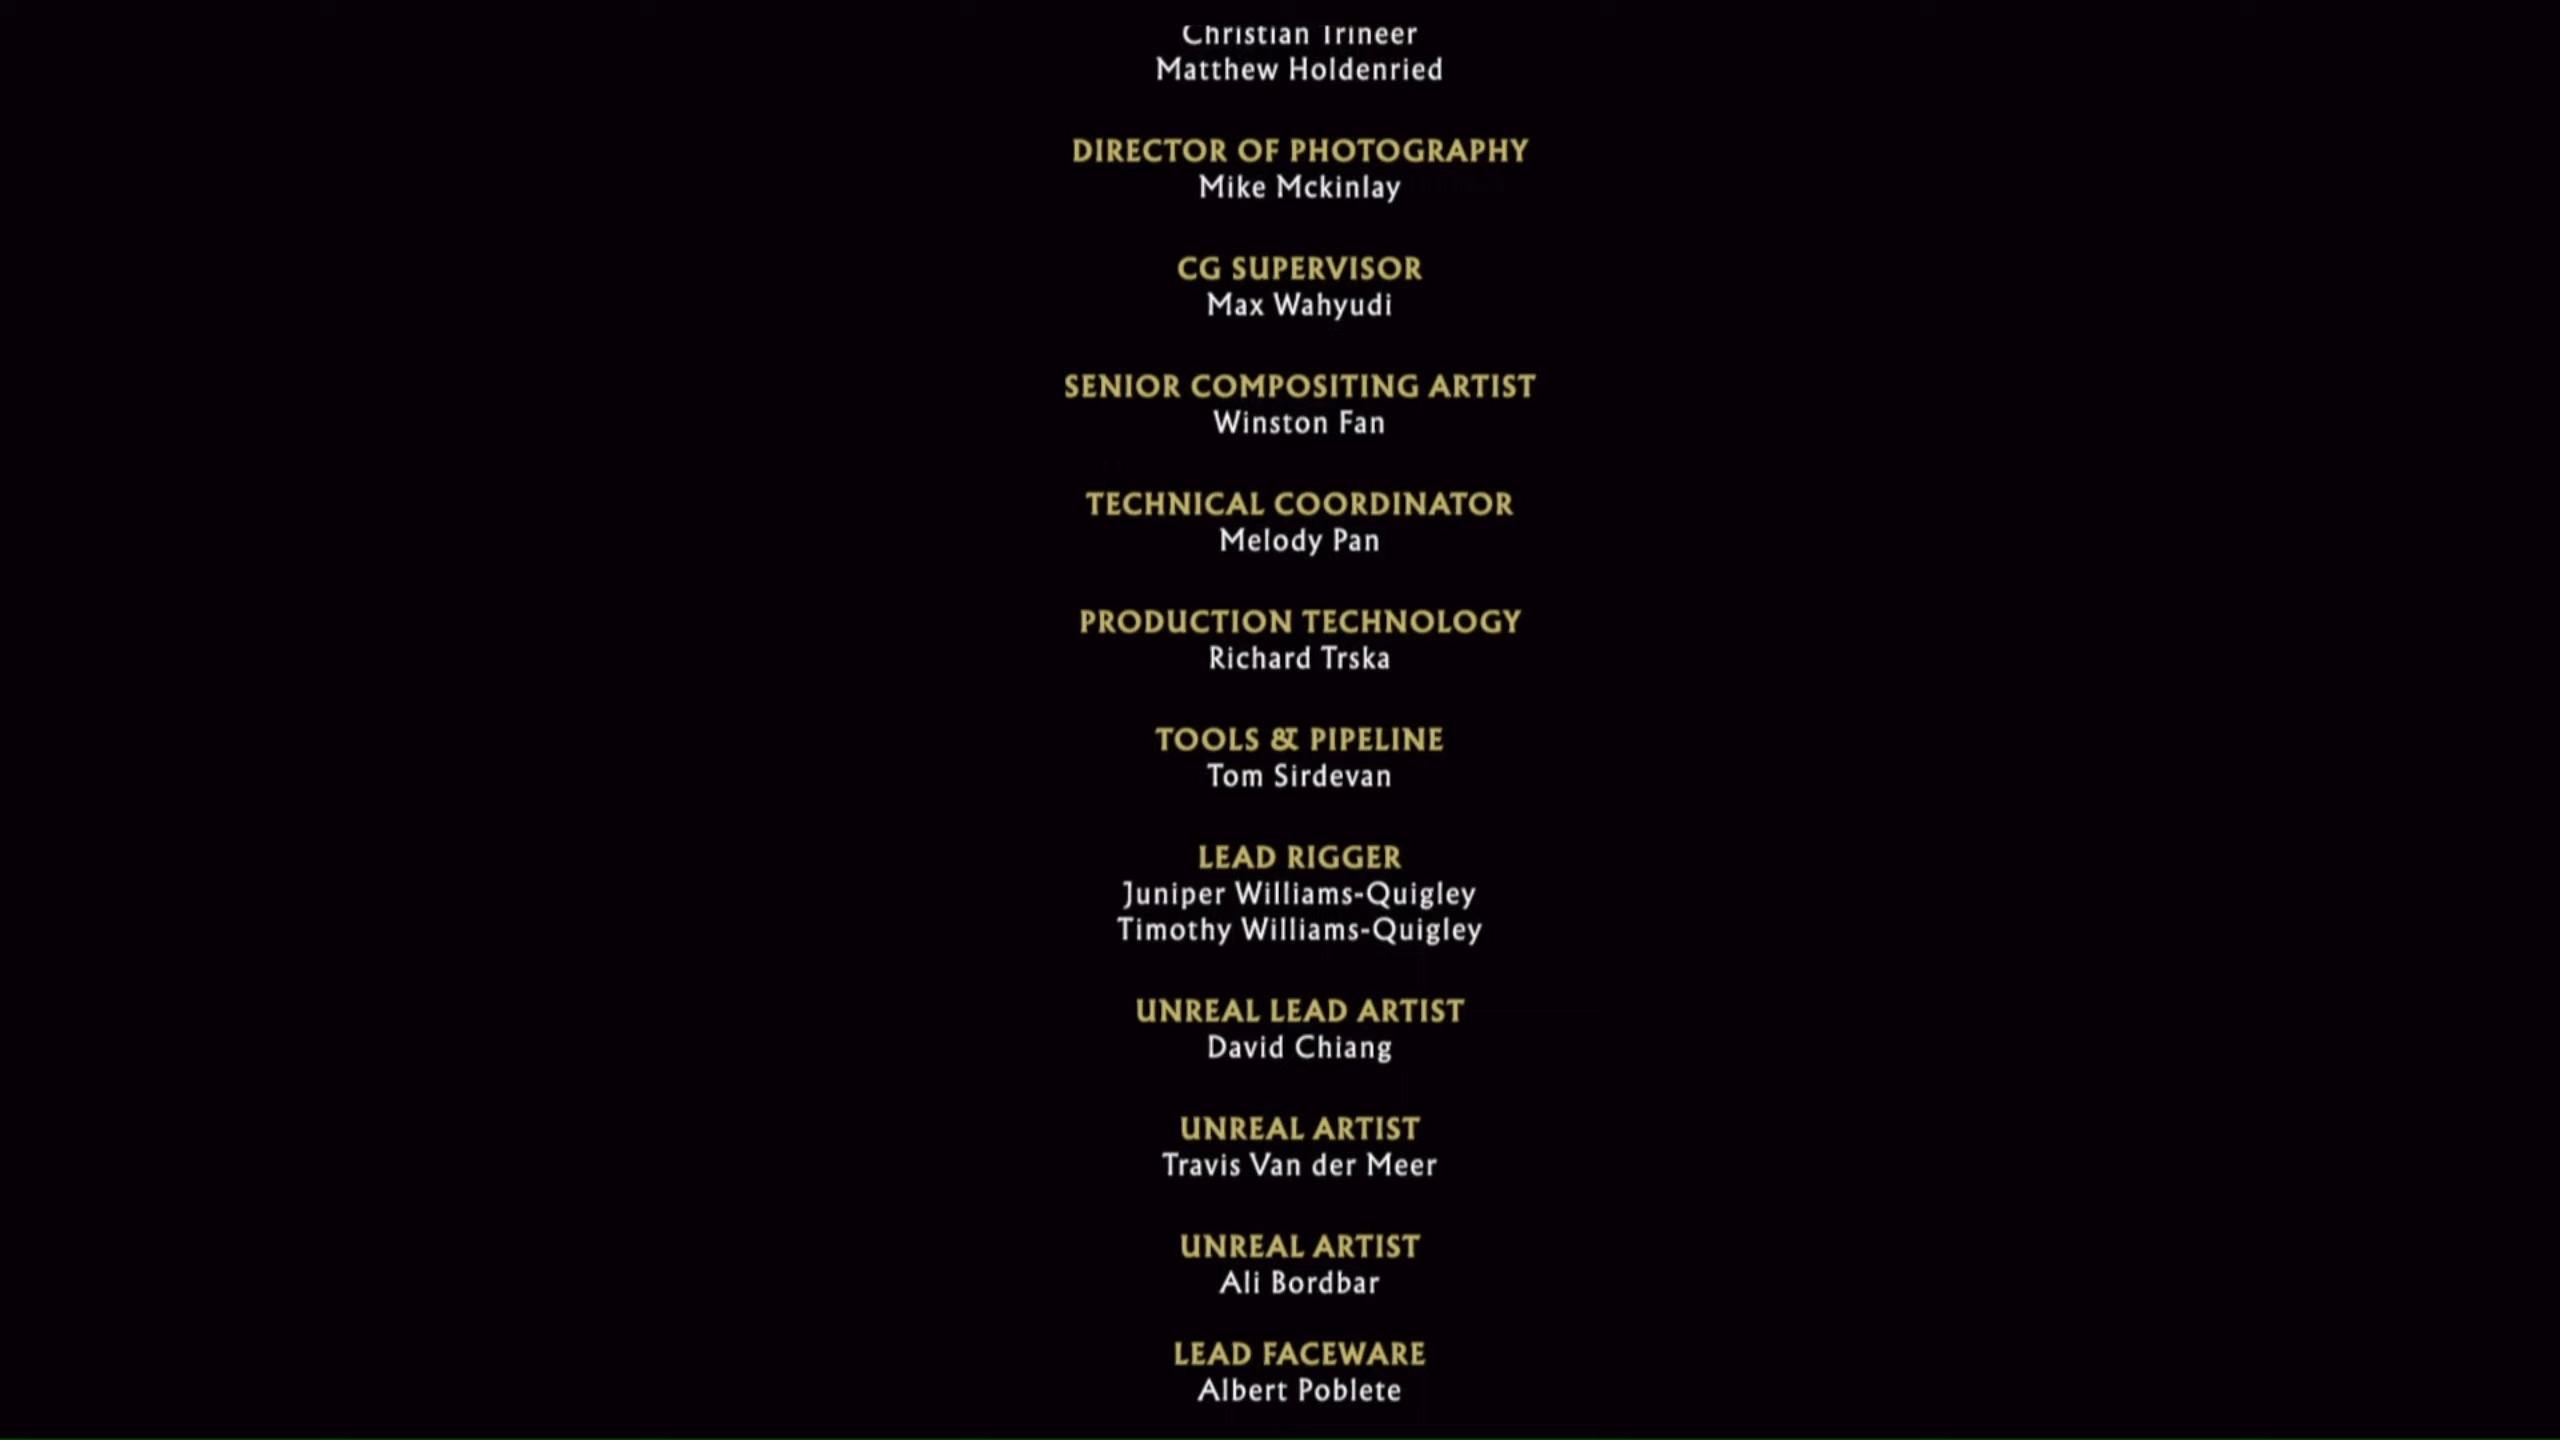 Christian Trineer
Matthew Holdenried
DIRECTOR OF PHOTOGRAPHY
Mike Mckinlay
CG SUPERVISOR
Max Wahyudi
SENIOR COMPOSITING ARTIST
Winston Fan
TECHNICAL COORDINATOR
Melody Pan
PRODUCTION TECHNOLOGY
Richard Trska
TOOLS & PIPELINE
Tom Sirdevan
LEAD RIGGER
Juniper Williams-Quigley
Timothy Williams-Quigley
UNREAL LEAD ARTIST
David Chiang
UNREAL ARTIST
Travis Van der Meer
UNREAL ARTIST
Ali Bordbar
LEAD FACEWARE
Albert Poblete